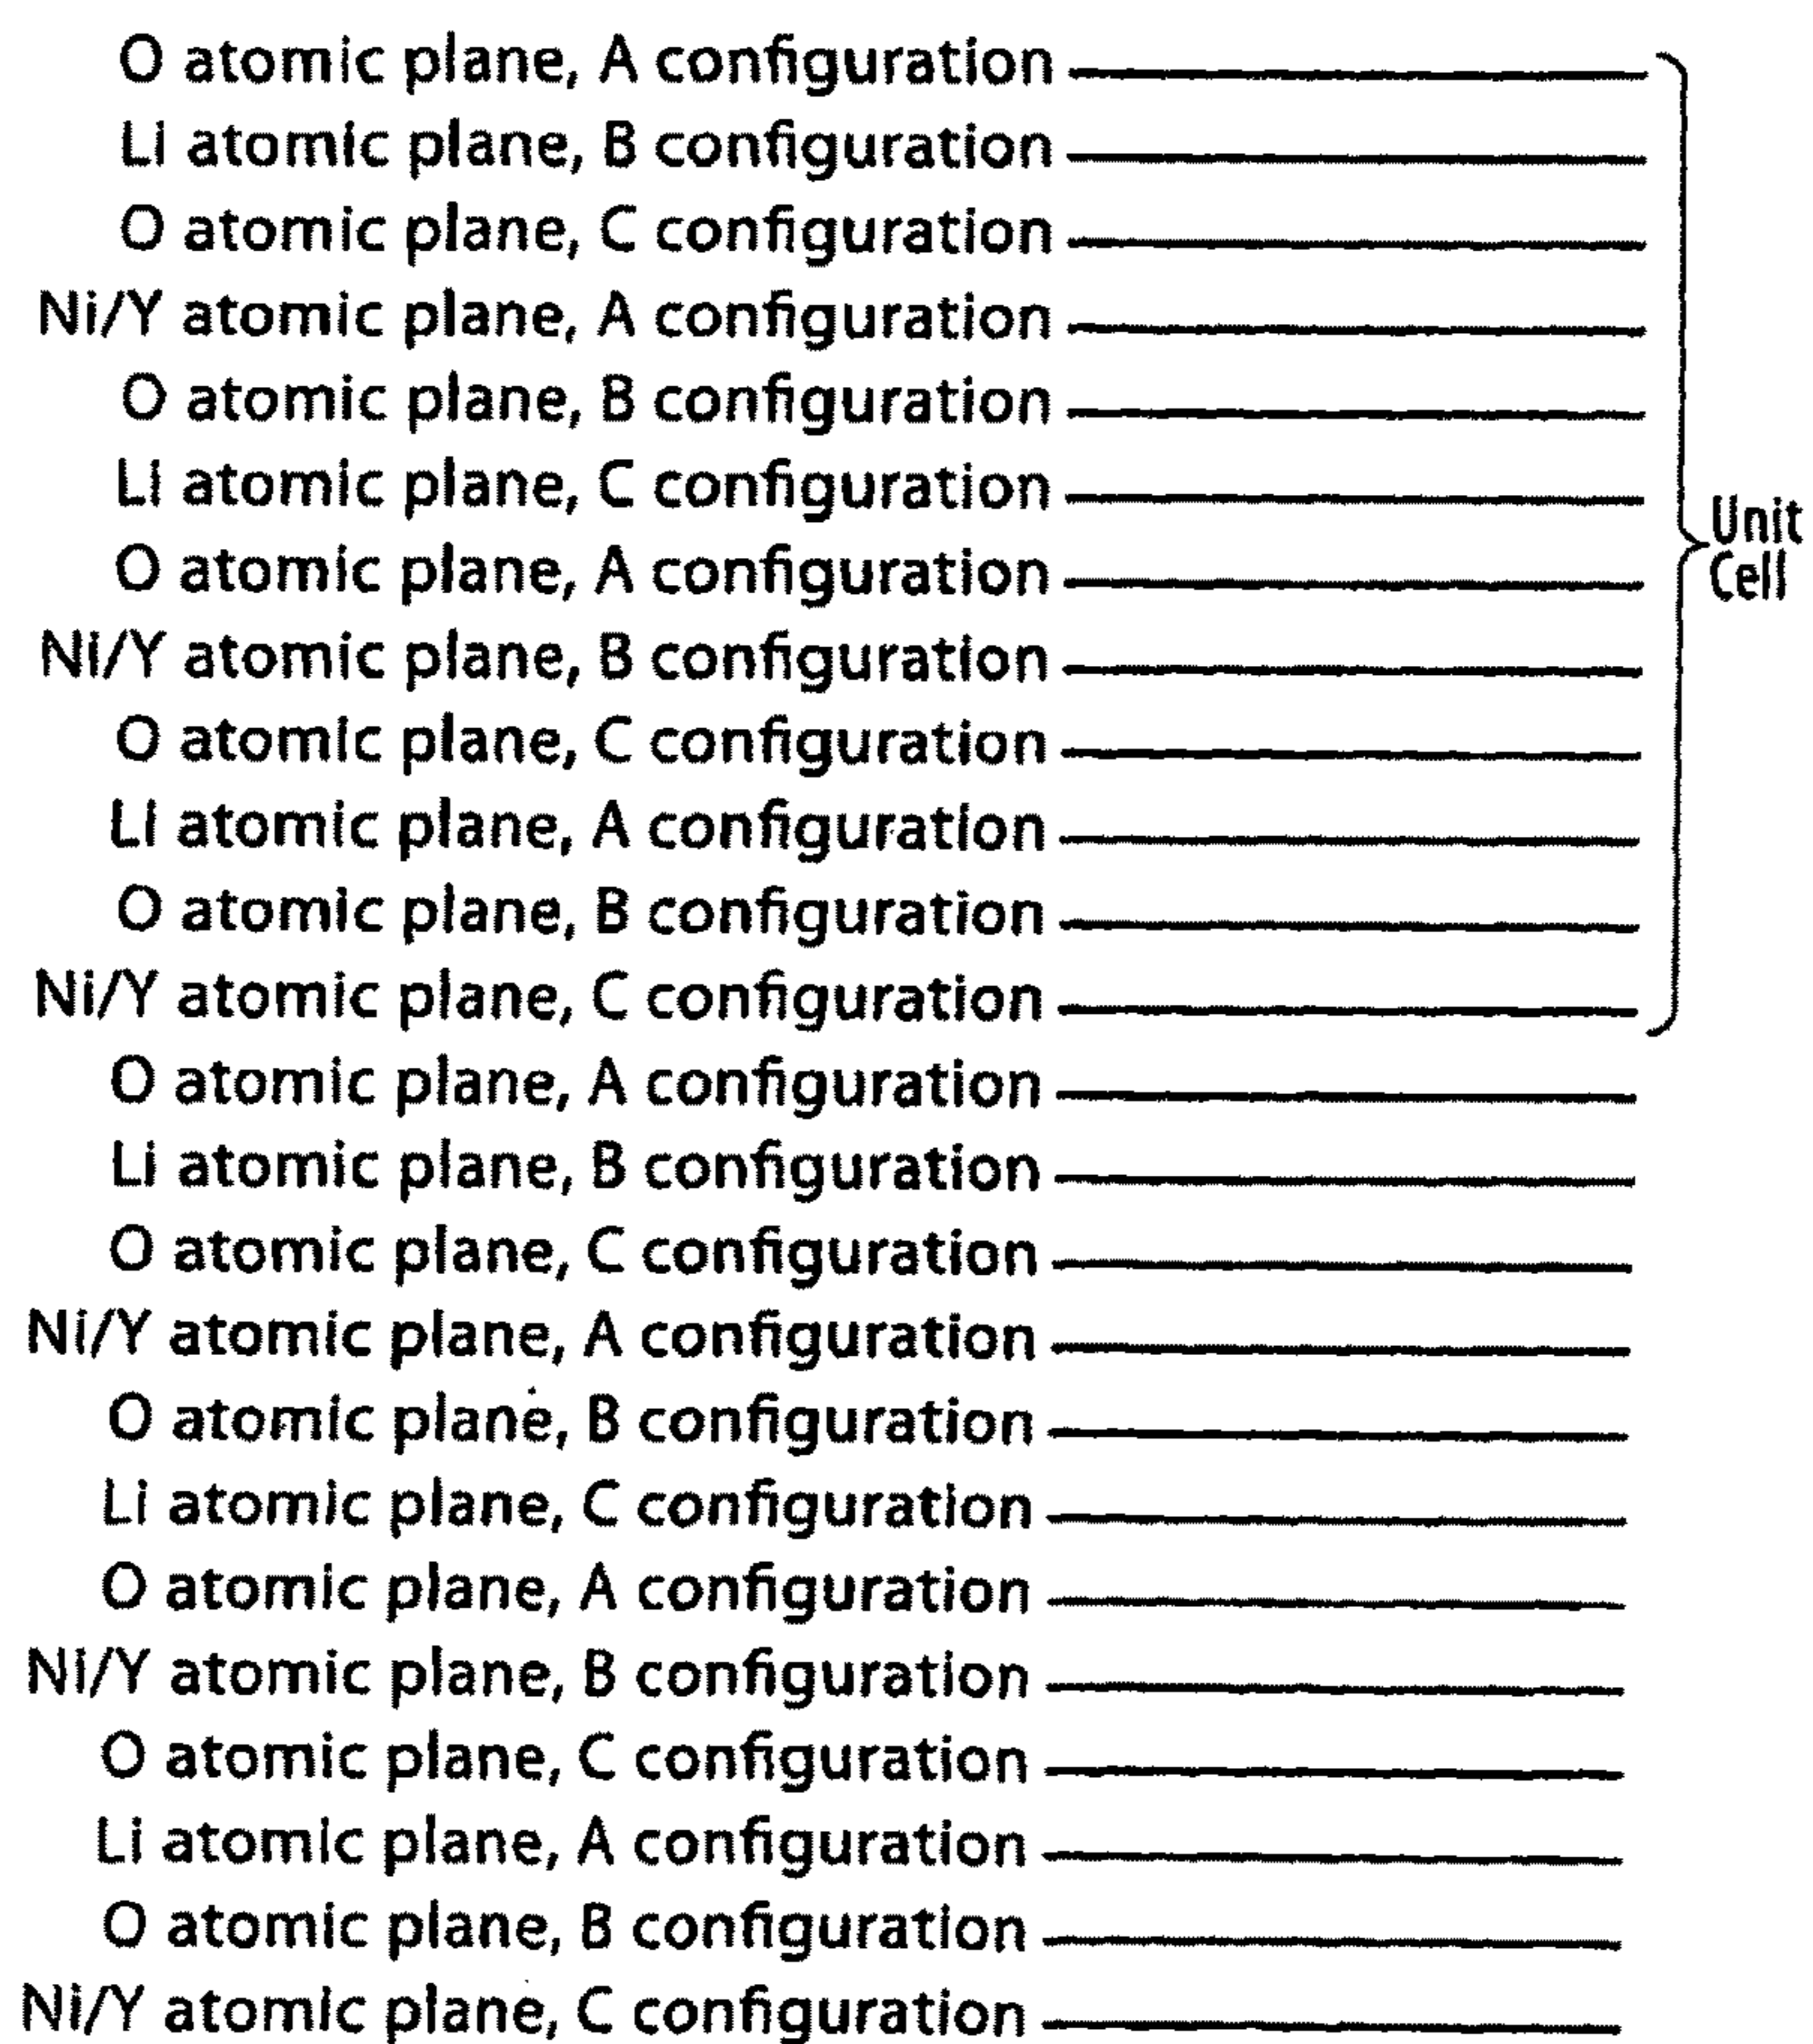 O atomic plane, A configuration
Li atomic plane, B configuration
O atomic plane, C configuration
Ni/Y atomic plane, A configuration
O atomic plane, B configuration
Li atomic plane, C configuration
O atomic plane, A configuration
Ni/Y atomic plane, B configuration
O atomic plane, C configuration
Li atomic plane, A configuration
O atomic plane, B configuration
Ni/Y atomic plane, C configuration
O atomic plane, A configuration
Li atomic plane, B configuration
O atomic plane, C configuration
Ni/Y atomic plane, A configuration
O atomic plane, B configuration
Li atomic plane, C configuration
O atomic plane, A configuration
Ni/Y atomic plane, B configuration
O atomic plane, C configuration
Li atomic plane, A configuration
O atomic plane, B configuration
Ni/Y atomic plane, C configuration
Unit
Cell